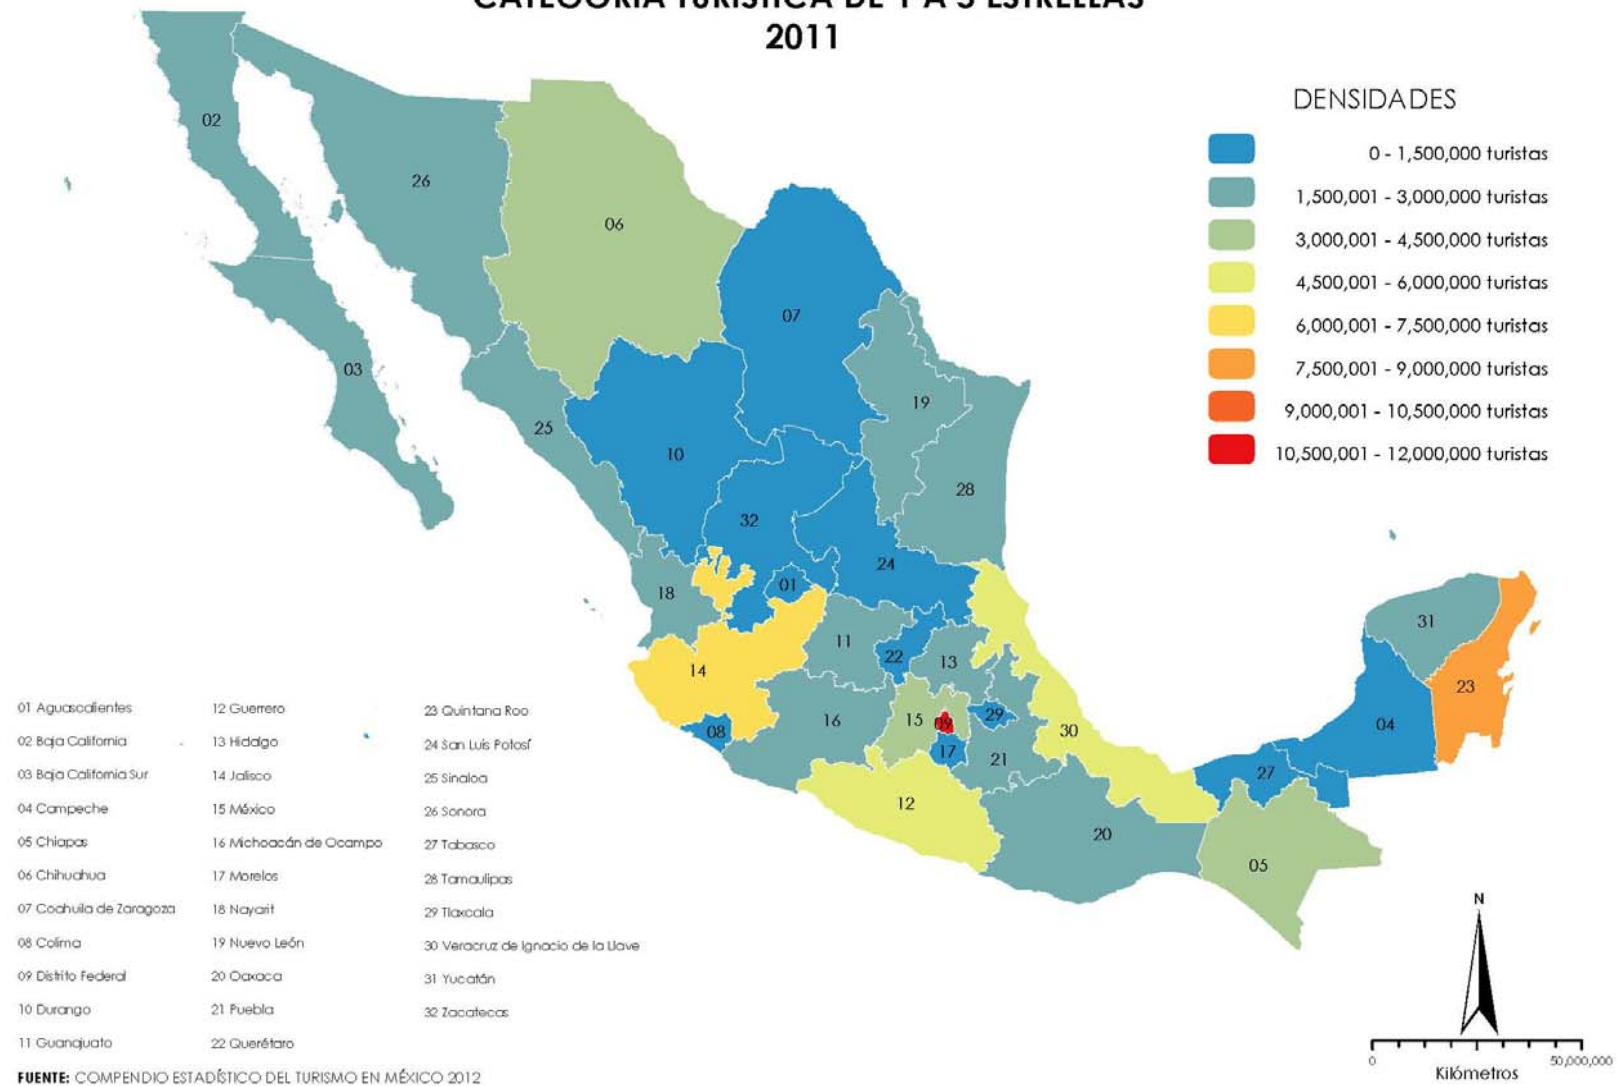 CATEGORÍA TURÍSTICA DE 1 A 5 ESTRELLAS
2011
DENSIDADES
0 - 1,500,000 turistas
1,500,001 - 3,000,000 turistas
3,000,001 - 4,500,000 turistas
4,500,001 - 6,000,000 turistas
6,000,001 - 7,500,000 turistas
7,500,001 - 9,000,000 turistas
9,000,001 - 10,500,000 turistas
10,500,001 - 12,000,000 turistas
02
26
06
07
03
19
25
10
28
32
24
01
18
11
22
13
14
31
23
16
15
09
29
08
30
04
17
21
27
12
20
05
01 Aguascalientes
02 Baja California
03 Baja California Sur
04 Campeche
05 Chiapas
06 Chihuahua
07 Coahuila de Zaragoza
08 Colima
09 Distrito Federal
10 Durango
11 Guanajuato
12 Guerrero
13 Hidalgo
14 Jalisco
15 México
16 Michoacán de Ocampo
17 Morelos
18 Nayarit
19 Nuevo León
20 Oaxaca
21 Puebla
22 Querétaro
23 Quintana Roo
24 San Luis Potosí
25 Sinaloa
26 Sonora
27 Tabasco
28 Tamaulipas
29 Tlaxcala
30 Veracruz de Ignacio de la Llave
31 Yucatán
32 Zacatecas
N
0 50,000,000
Kilómetros
FUENTE: COMPENDIO ESTADÍSTICO DEL TURISMO EN MÉXICO 2012